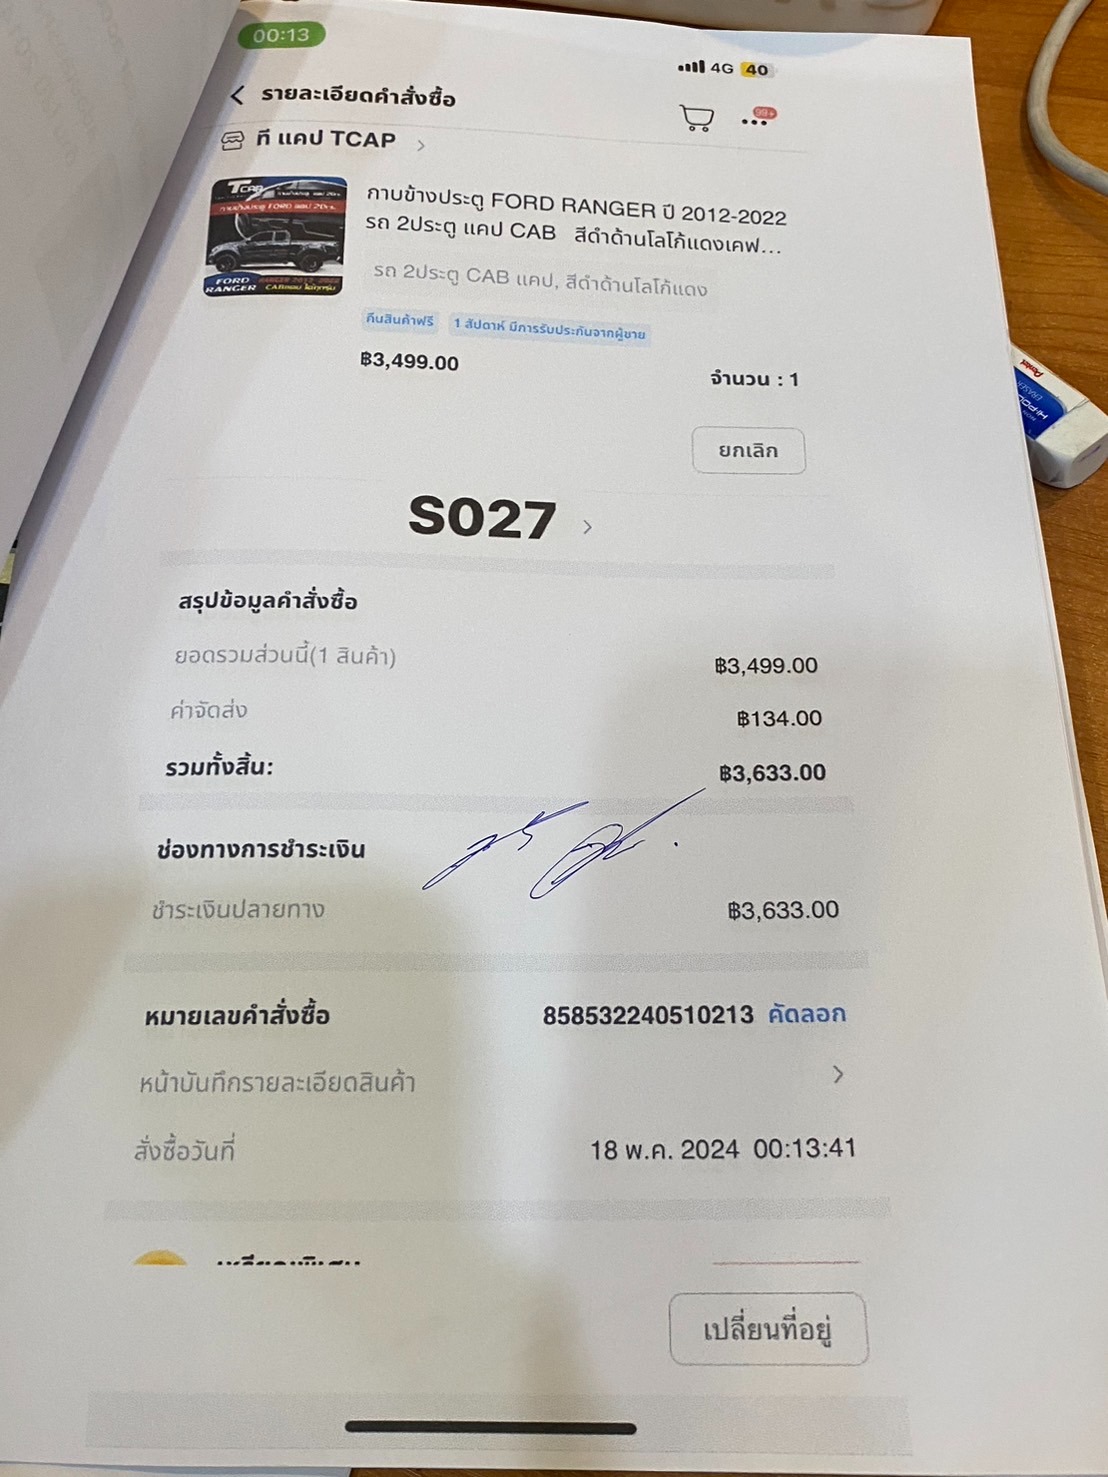 00:13
4G 40
รายละเอียดคำสั่งซื้อ
99+
ที แคป TCAP
กาบข้างประตู FORD RANGER ปี 2012-2022
รถ 2ประตู แคป CAB สีดำด้านโลโก้แดงเคฟ...
รถ 2ประตู CAB แคป, สีดำด้านโลโก้แดง
FORD
RANGER
คืนสินค้าฟรี 1 สัปดาห์ มีการรับประกันจากผู้ขาย
฿3,499.00
จำนวน : 1
ยกเลิก
S027
สรุปข้อมูลคำสั่งซื้อ
ยอดรวมส่วนนี้(1 สินค้า) ฿3,499.00
ค่าจัดส่ง ฿134.00
รวมทั้งสิ้น: ฿3,633.00
ช่องทางการชำระเงิน
ชำระเงินปลายทาง ฿3,633.00
หมายเลขคำสั่งซื้อ 858532240510213 คัดลอก
หน้าบันทึกรายละเอียดสินค้า
สั่งซื้อวันที่ 18 พ.ค. 2024 00:13:41
เปลี่ยนที่อยู่
Pentel
HI-POLYMER
ERASER